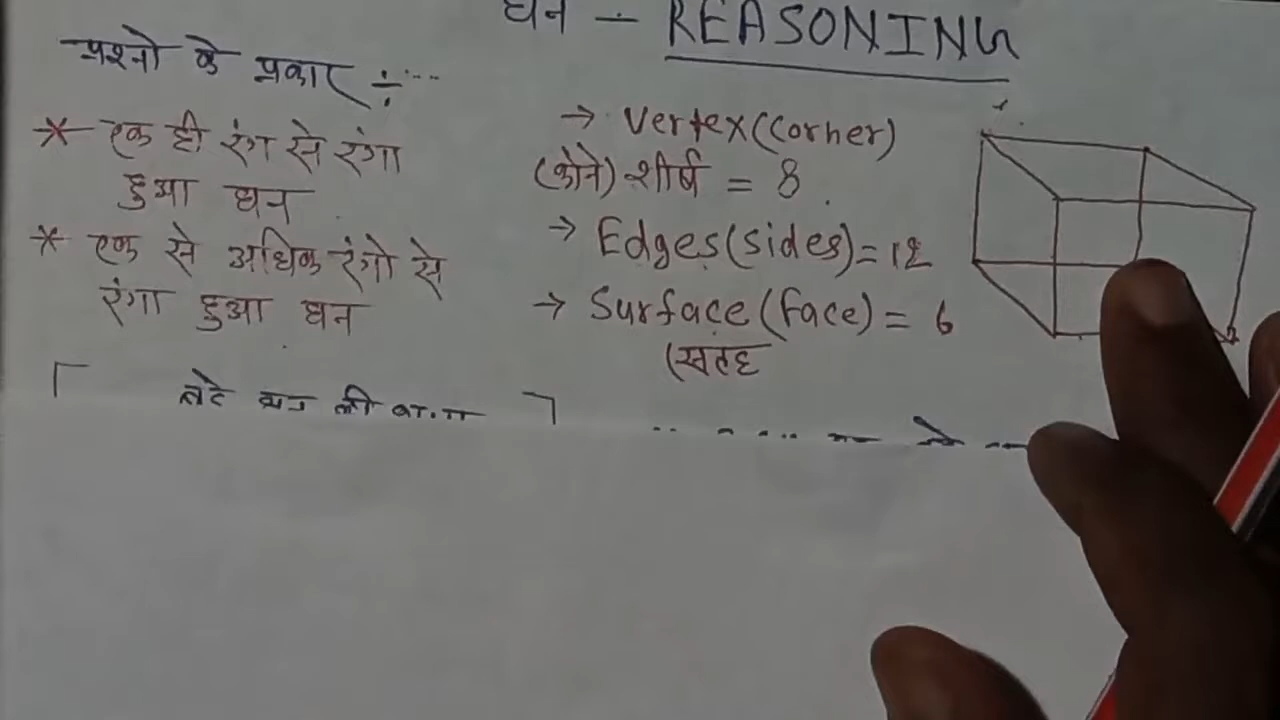 घन - REASONING
प्रश्नो के प्रकार ÷
* एक ही रंग से रंगा
हुआ घन
* एक से अधिक रंगो से
रंगा हुआ घन
→ Vertex(Corner)
(कोने) शीर्ष = 8
→ Edges(sides)=12
→ Surface(face) = 6
(सतह